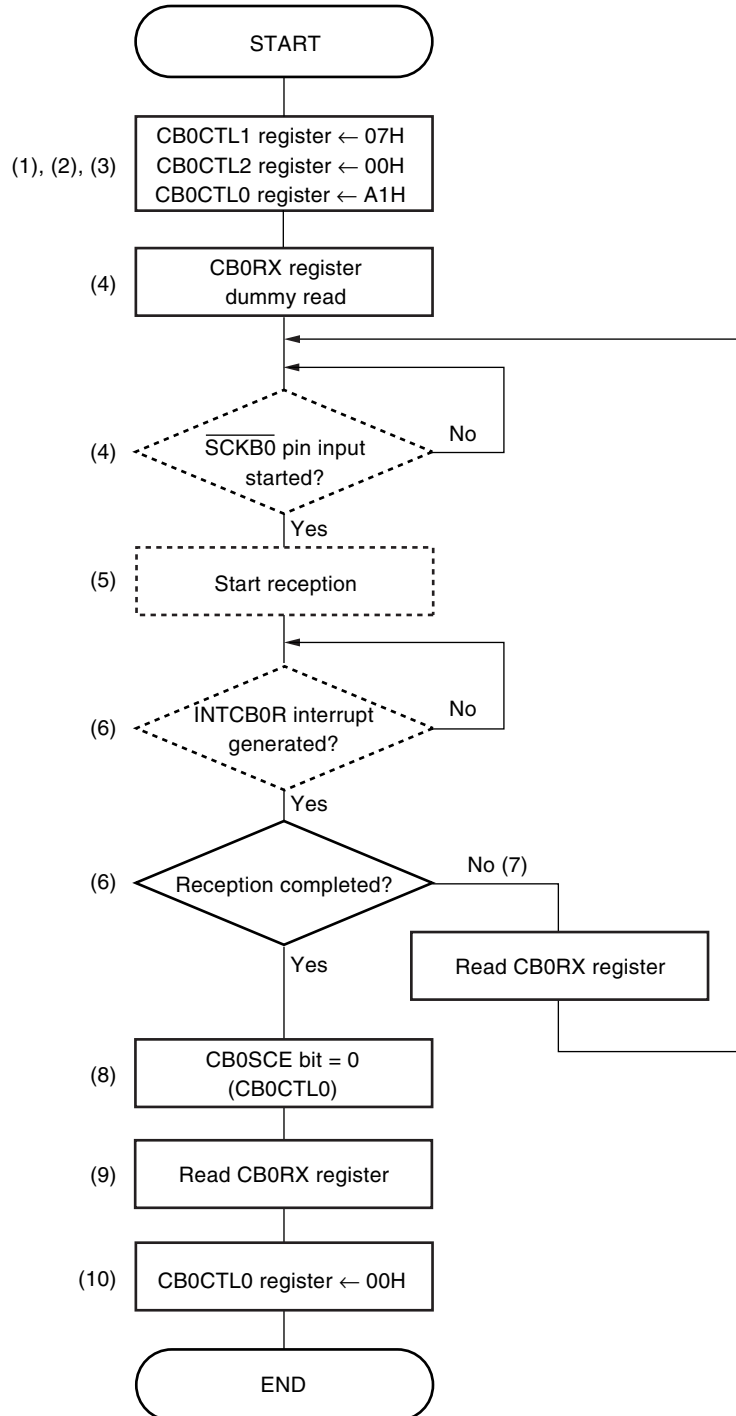 START
(1), (2), (3)
CB0CTL1 register ← 07H
CB0CTL2 register ← 00H
CB0CTL0 register ← A1H
(4)
CB0RX register
dummy read
(4)
SCKB0 pin input
started?
No
Yes
(5)
Start reception
(6)
INTCB0R interrupt
generated?
No
Yes
(6)
Reception completed?
No (7)
Read CB0RX register
Yes
(8)
CB0SCE bit = 0
(CB0CTL0)
(9)
Read CB0RX register
(10)
CB0CTL0 register ← 00H
END